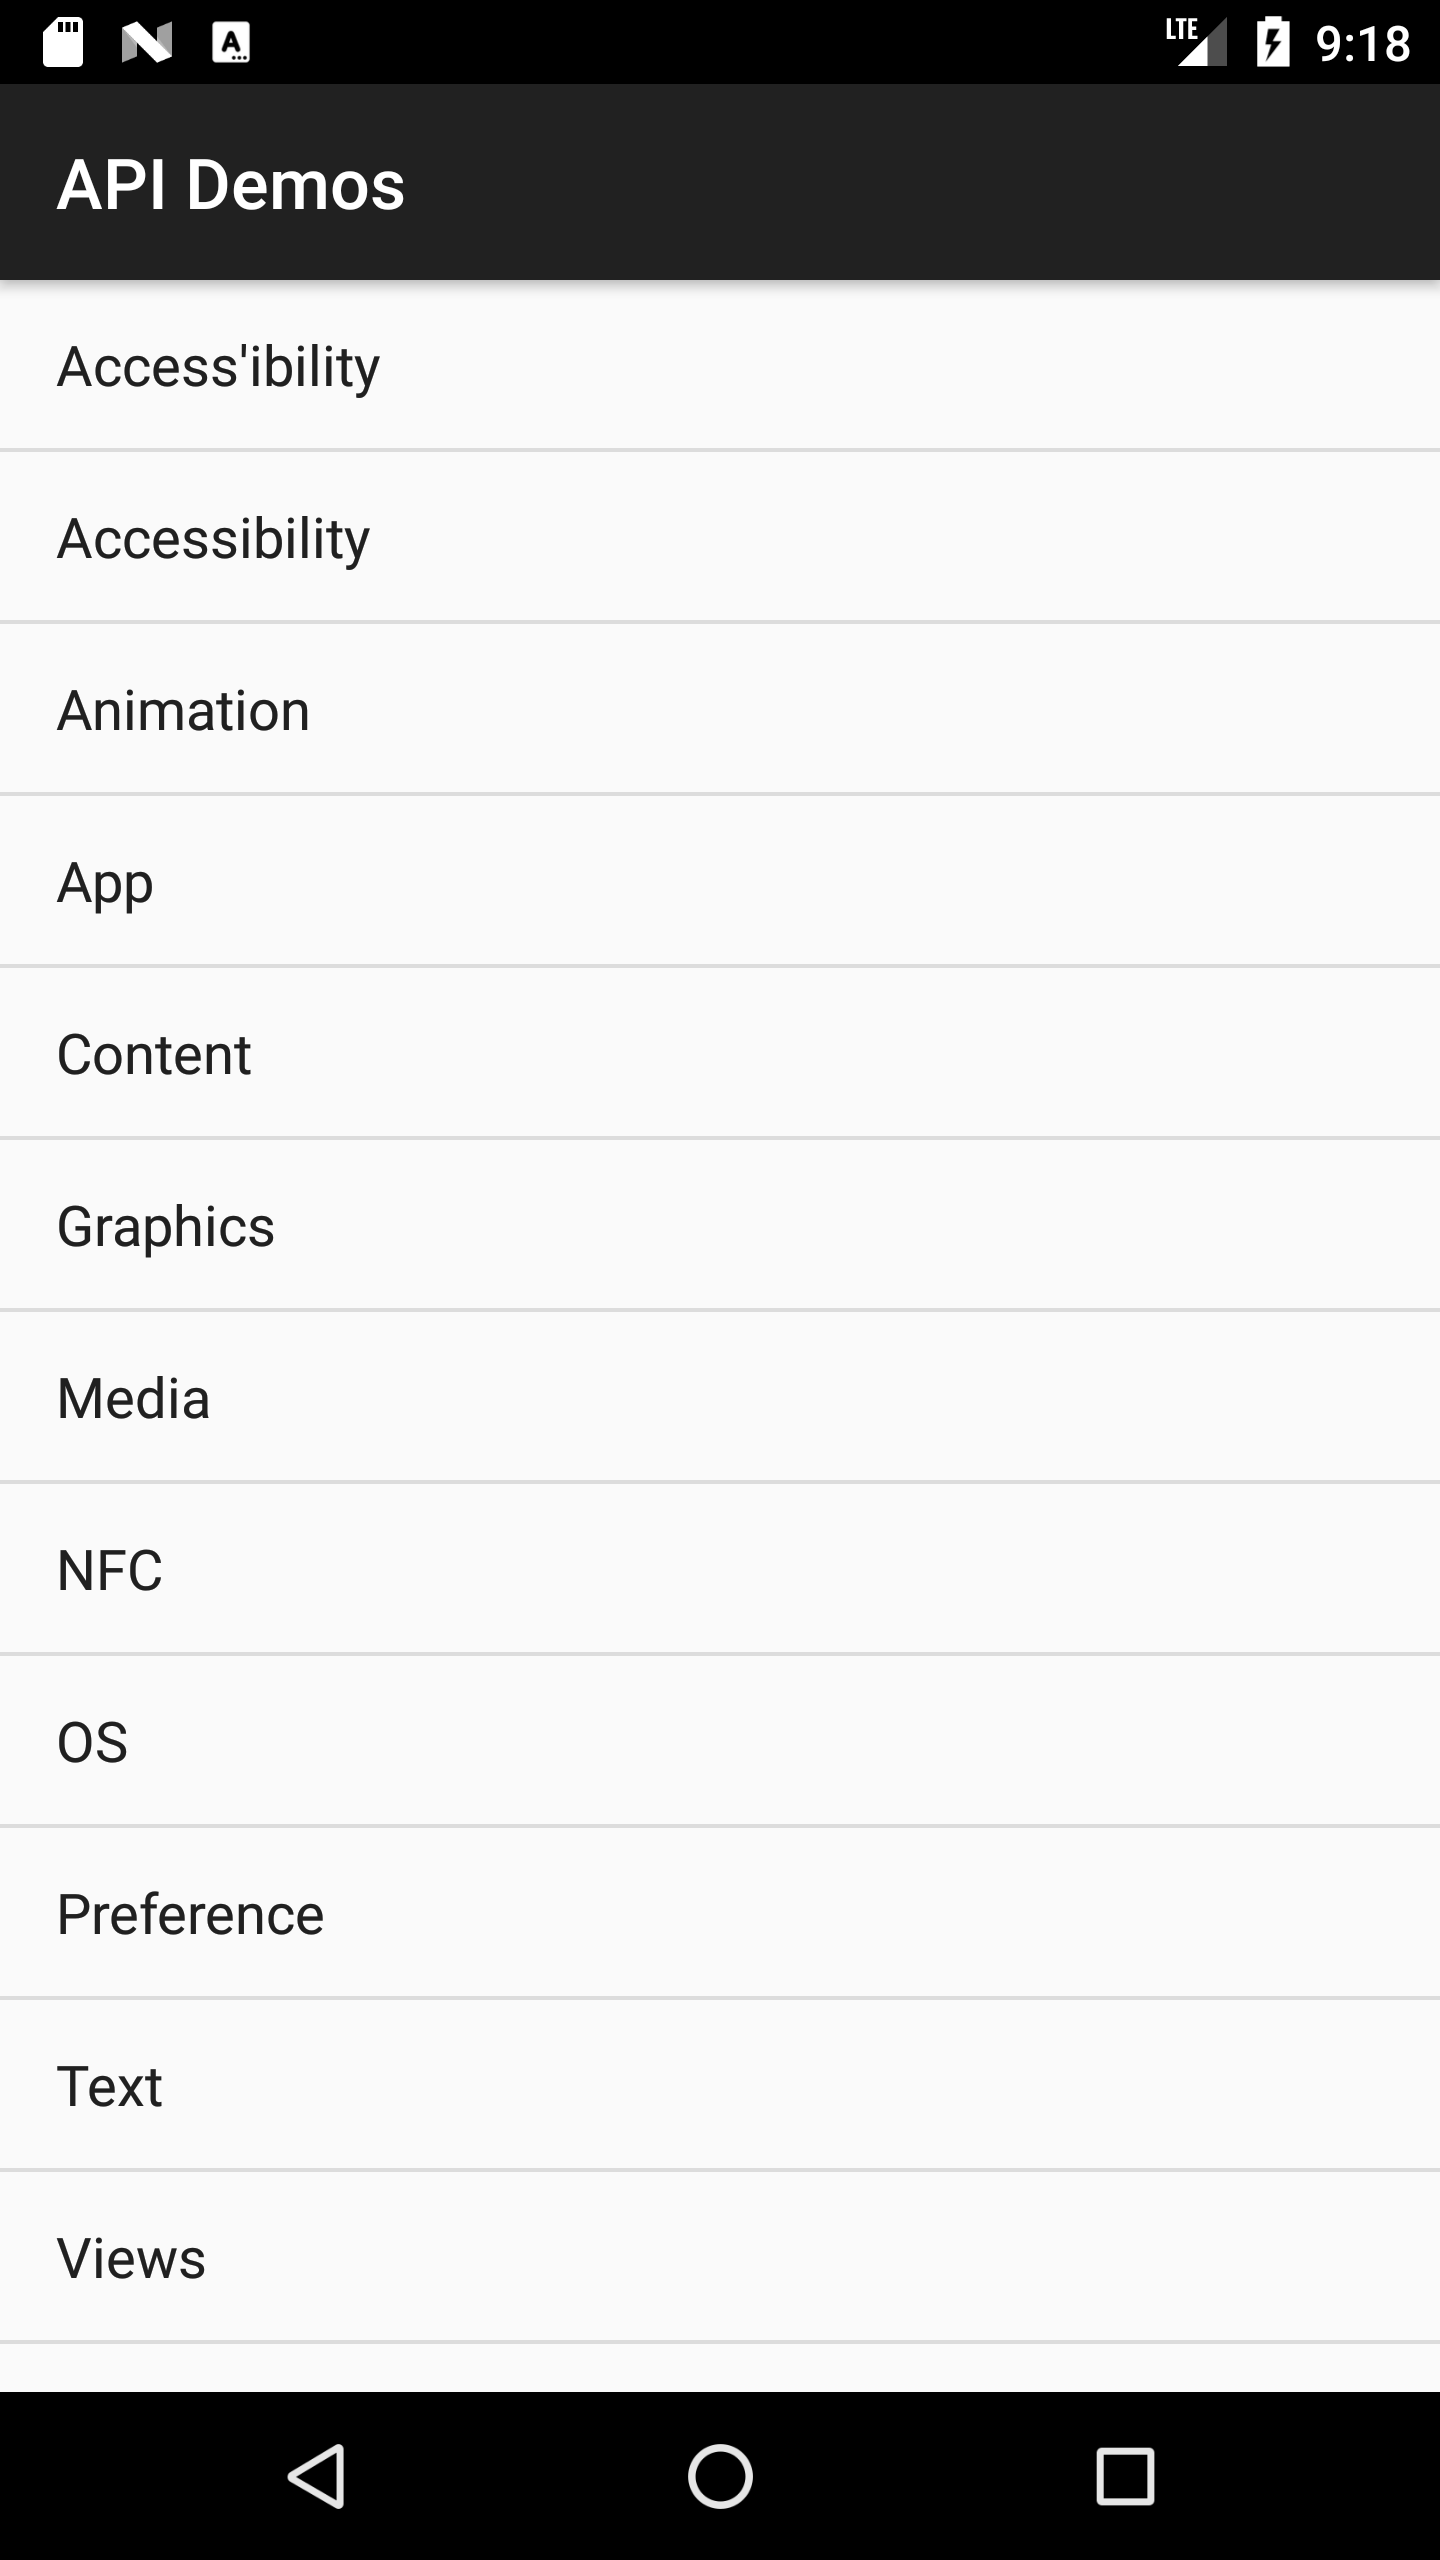 LTE 9:18
API Demos
Access'ibility
Accessibility
Animation
App
Content
Graphics
Media
NFC
OS
Preference
Text
Views